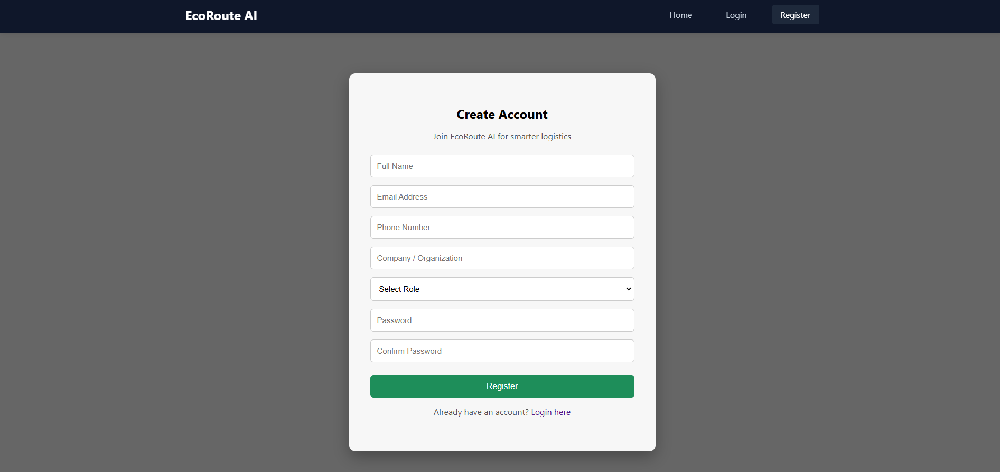 EcoRoute AI
Home
Login
Register
Create Account
Join EcoRoute AI for smarter logistics
Full Name
Email Address
Phone Number
Company / Organization
Select Role
Password
Confirm Password
Register
Already have an account? Login here